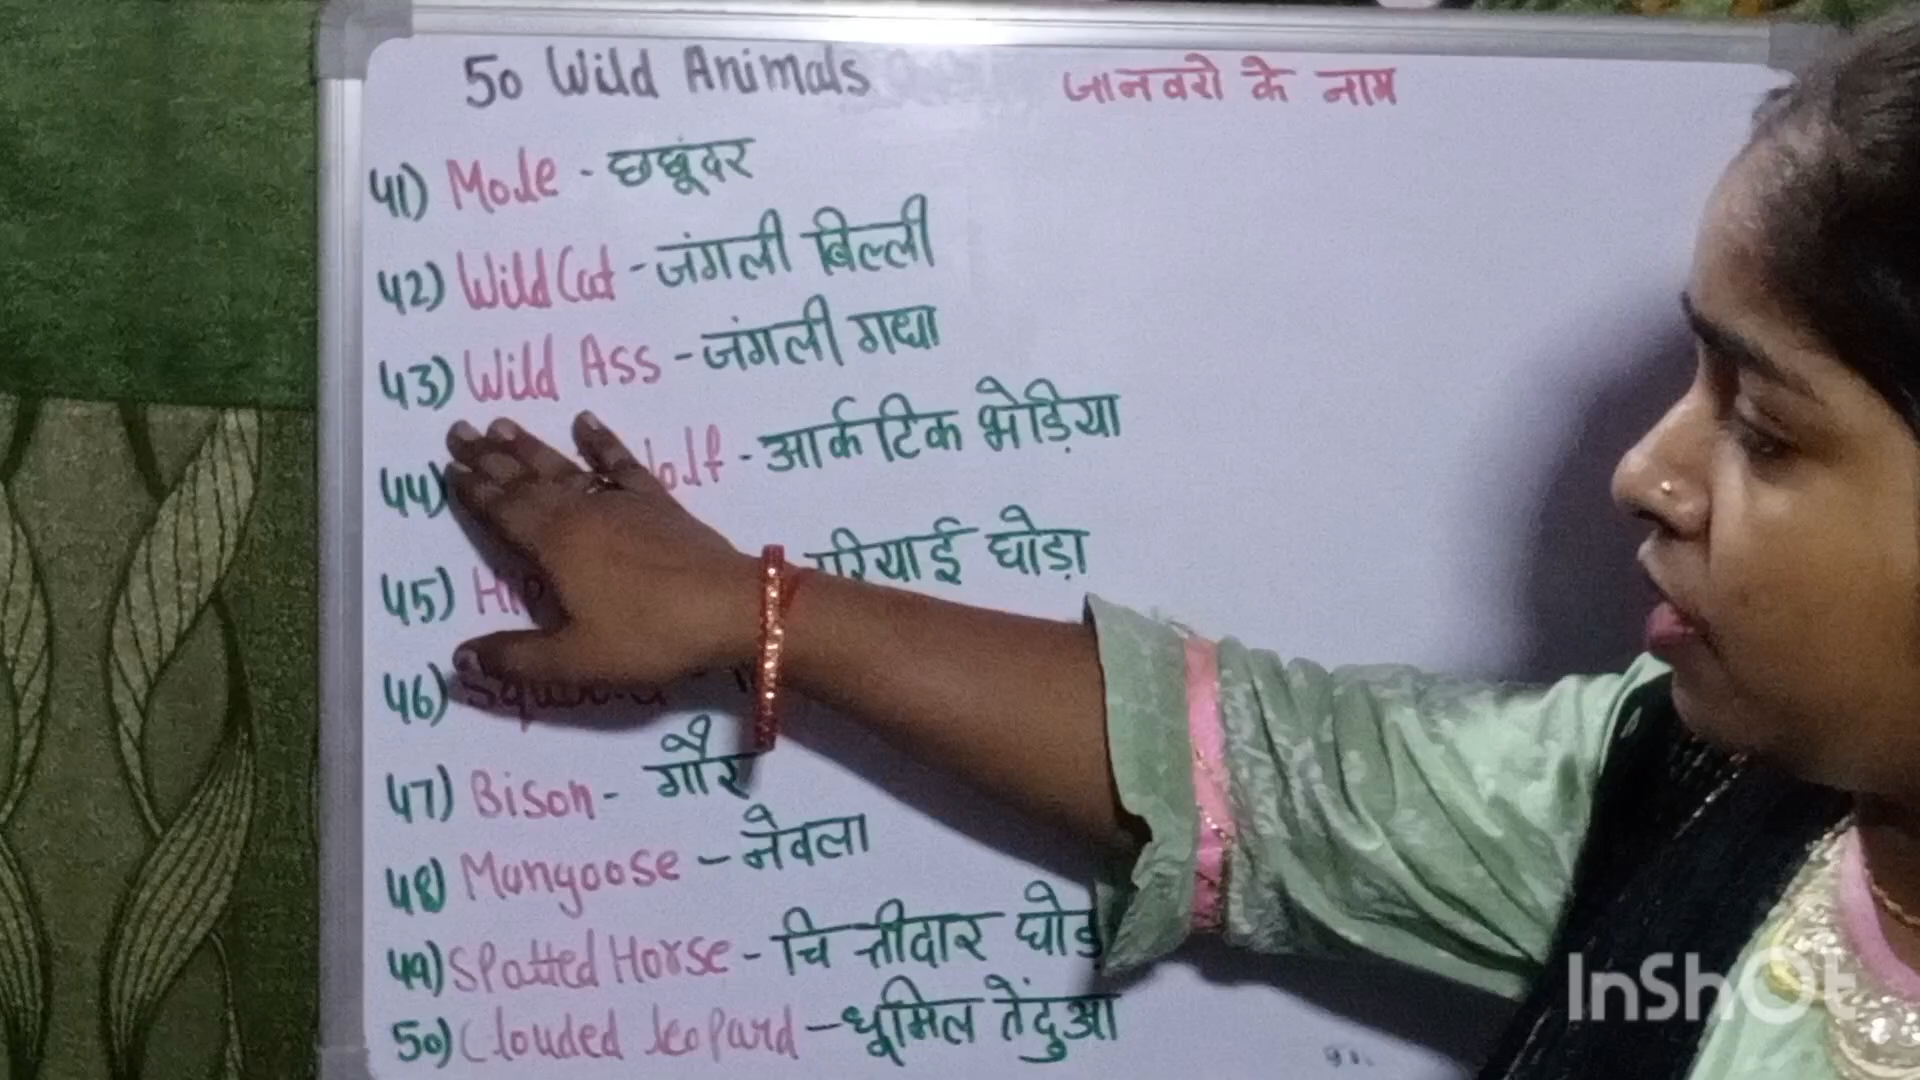 50 Wild Animals जानवरो के नाम
41) Mole - छछूंदर
42) Wild Cat - जंगली बिल्ली
43) Wild Ass - जंगली गधा
44) - आर्कटिक भेड़िया
45) घोड़ा
46)
47) Bison - गौर
48) Mongoose - नेवला
49) Spotted Horse - चित्तीदार
50) Clouded leopard - धूमिल तेंदुआ
InShOt